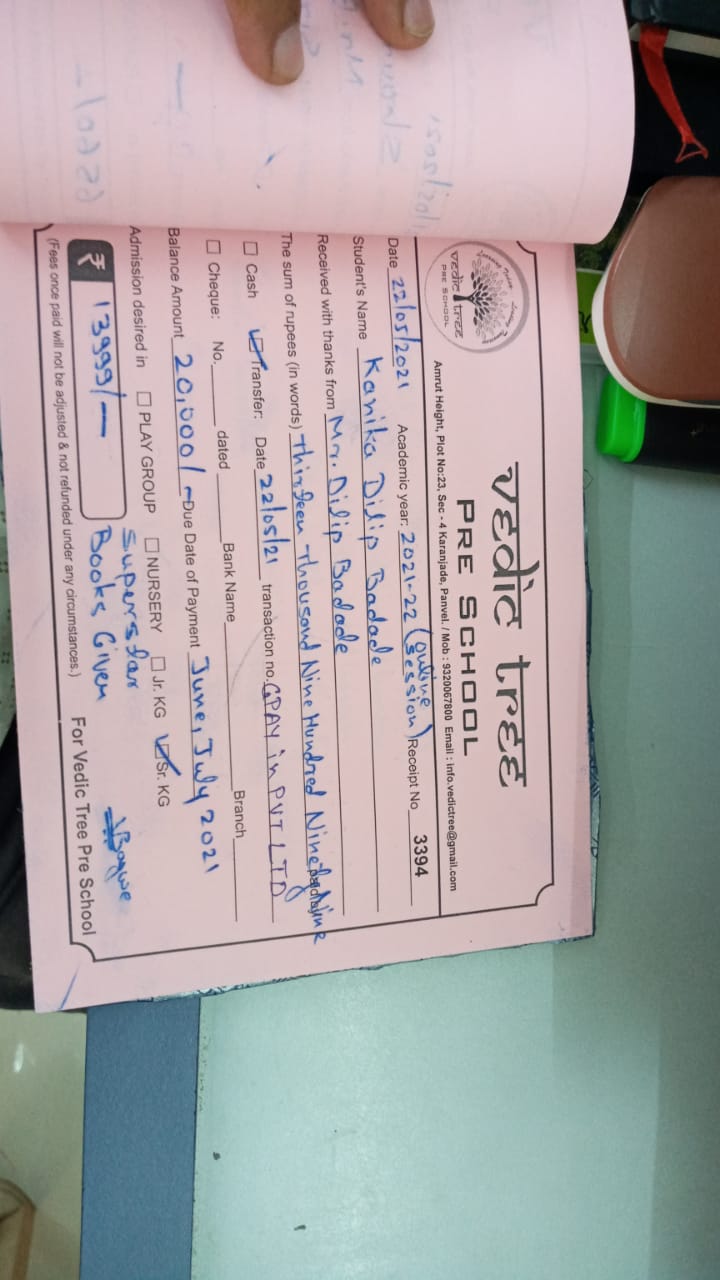 vedic tree
PRE SCHOOL
vedic tree
PRE SCHOOL
Amrut Height, Plot No:23, Sec - 4 Karanjade, Panvel. / Mob : 9320067800 Email : info.vedictree@gmail.com
Date 22/05/2021 Academic year: 2021-22 (online session) Receipt No 3394
Student's Name Kanika Dilip Badade
Received with thanks from Mr. Dilip Badade
The sum of rupees (in words) Thirteen Thousand Nine Hundred Ninety Nine
Cash Transfer: Date 22/05/21 transaction no. GPAY in PVT LTD
Cheque: No. dated Bank Name Branch
Balance Amount 20,000/- Due Date of Payment June, July 2021
Admission desired in PLAY GROUP NURSERY Jr. KG Sr. KG
Superstar
₹ 13999/- Books Given
(Fees once paid will not be adjusted & not refunded under any circumstances.) For Vedic Tree Pre School